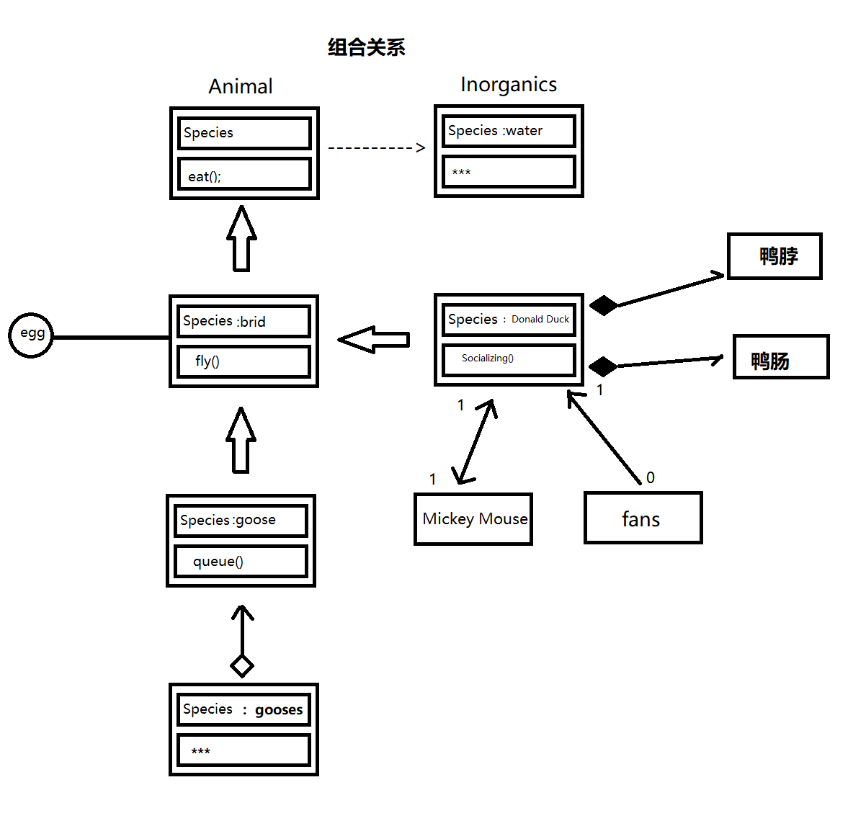 组合关系
Animal
Inorganics
Species
Species :water
eat();
***
---------->
鸭脖
egg
Species :brid
Species : Donald Duck
fly()
Socializing()
鸭肠
1
1
1
0
Mickey Mouse
fans
Species :goose
queue()
Species : gooses
***